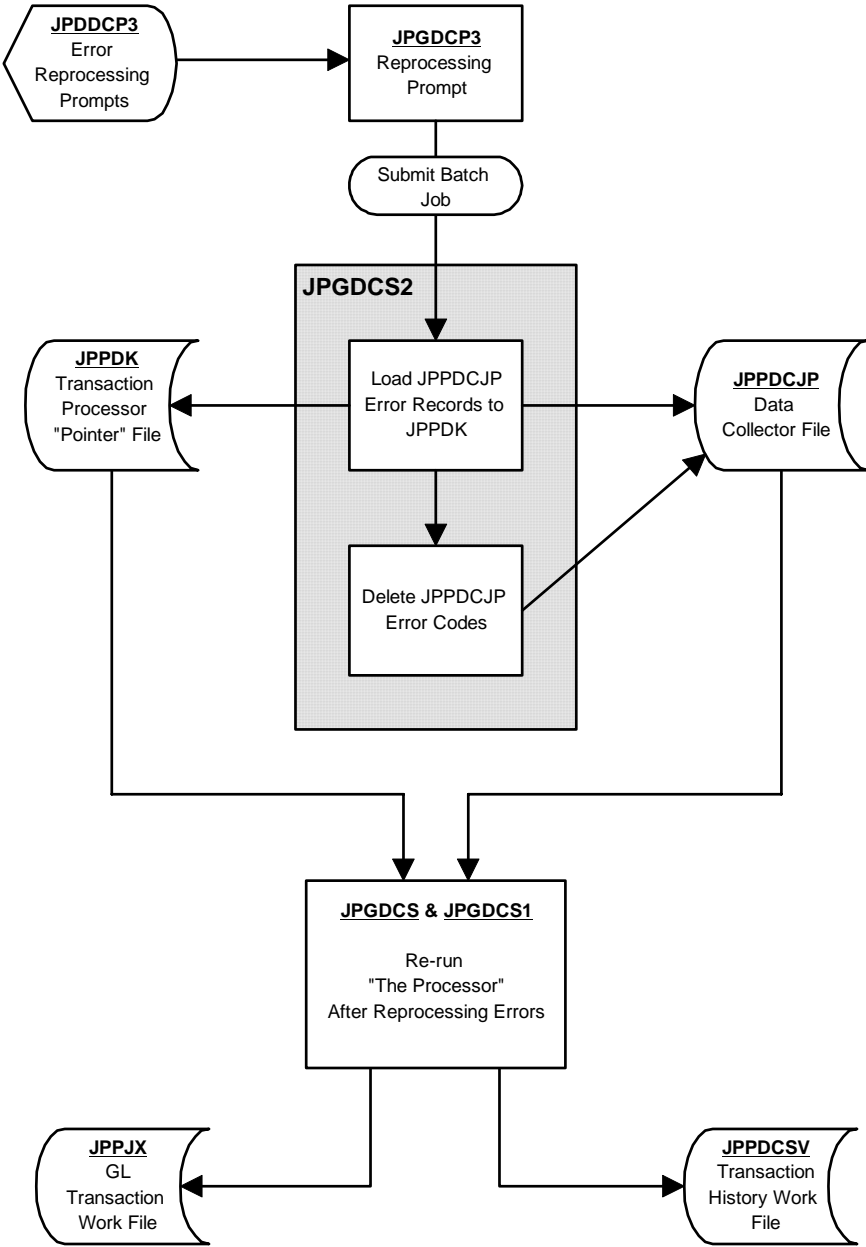 JPDDCP3
Error
Reprocessing
Prompts
JPGDCP3
Reprocessing
Prompt
Submit Batch
Job
JPGDCS2
JPPDK
Transaction
Processor
"Pointer" File
Load JPPDCJP
Error Records to
JPPDK
JPPDCJP
Data
Collector File
Delete JPPDCJP
Error Codes
JPGDCS & JPGDCS1
Re-run
"The Processor"
After Reprocessing Errors
JPPJX
GL
Transaction
Work File
JPPDCSV
Transaction
History Work
File